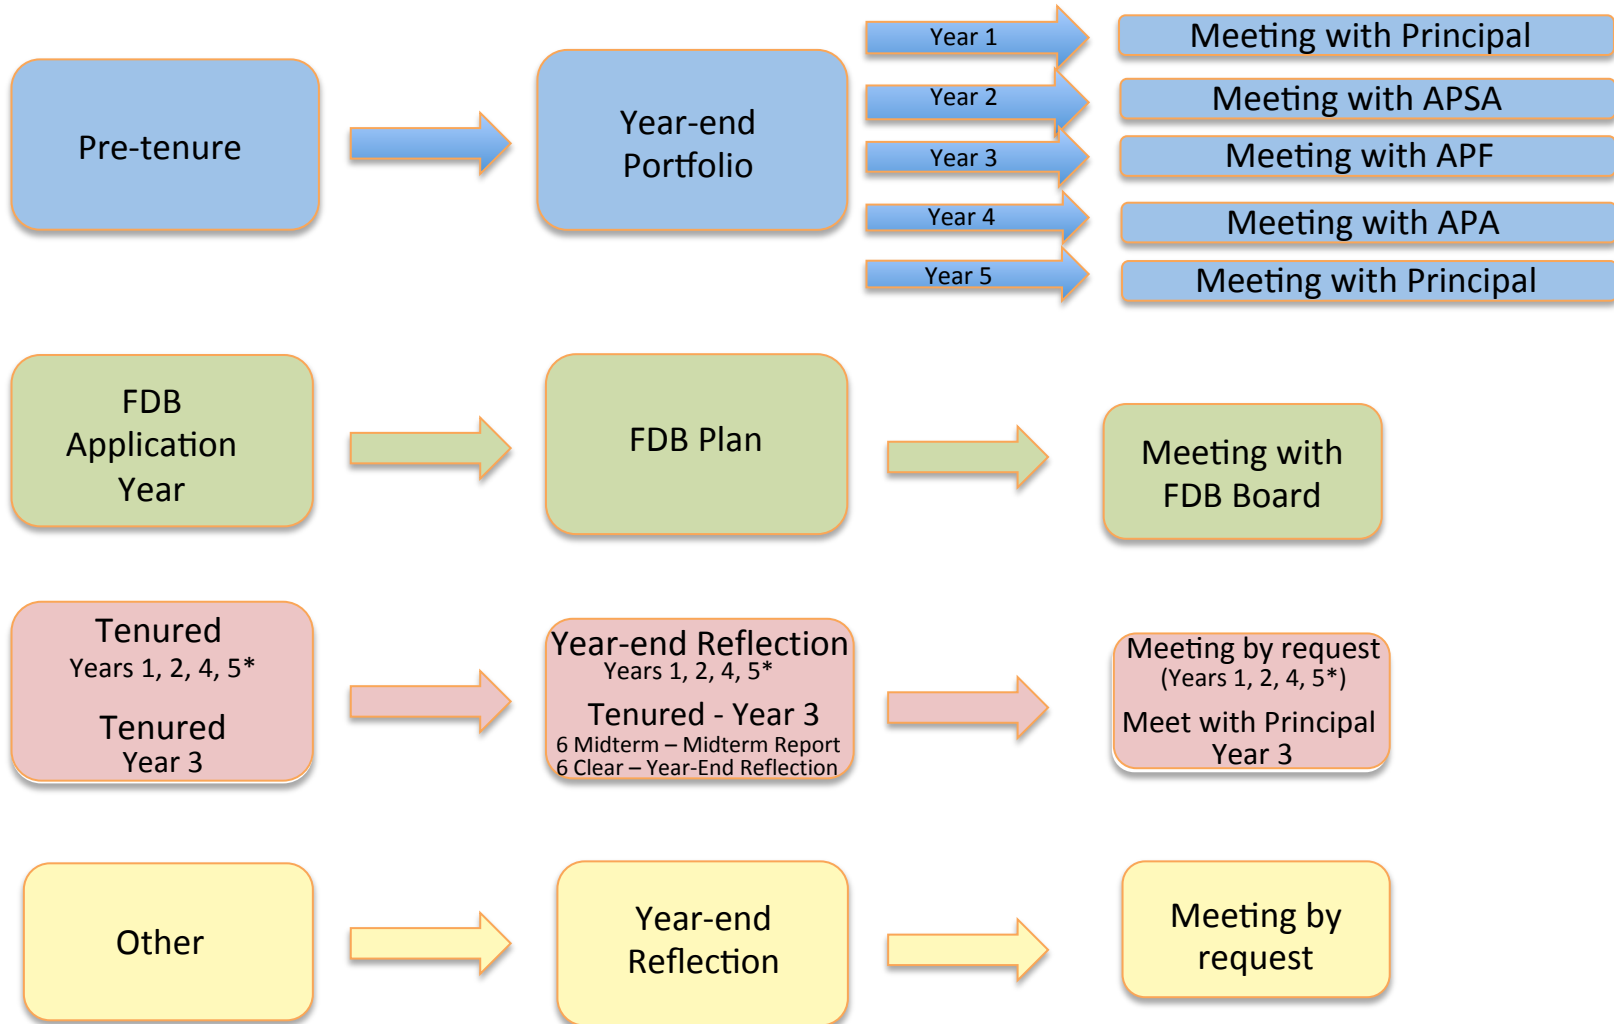 Pre-tenure
Year-end
Portfolio
Year 1
Meeting with Principal
Year 2
Meeting with APSA
Year 3
Meeting with APF
Year 4
Meeting with APA
Year 5
Meeting with Principal
FDB
Application
Year
FDB Plan
Meeting with
FDB Board
Tenured
Years 1, 2, 4, 5*
Tenured
Year 3
Year-end Reflection
Years 1, 2, 4, 5*
Tenured - Year 3
6 Midterm – Midterm Report
6 Clear – Year-End Reflection
Meeting by request
(Years 1, 2, 4, 5*)
Meet with Principal
Year 3
Other
Year-end
Reflection
Meeting by
request